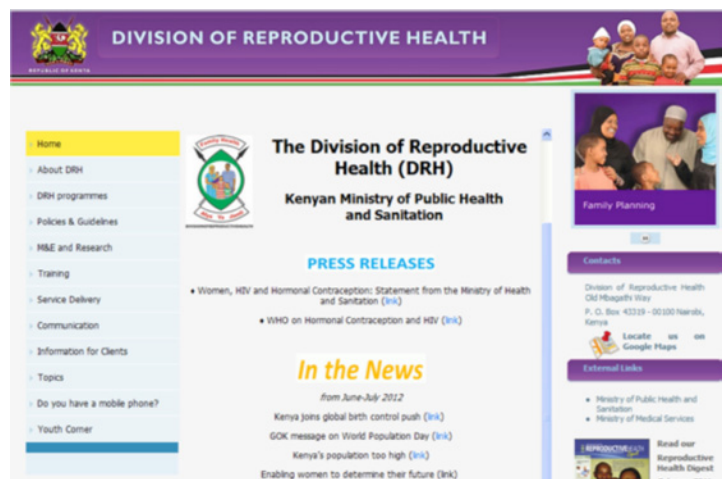 DIVISION OF REPRODUCTIVE HEALTH
REPUBLIC OF KENYA
Home
About DRH
DRH programmes
Policies & Guidelines
M&E and Research
Training
Service Delivery
Communication
Information for Clients
Topics
Do you have a mobile phone?
Youth Corner
Family Health
The Division of Reproductive
Health (DRH)
Kenyan Ministry of Public Health
and Sanitation
PRESS RELEASES
• Women, HIV and Hormonal Contraception: Statement from the Ministry of Health
and Sanitation (link)
• WHO on Hormonal Contraception and HIV (link)
In the News
from June-July 2012
Kenya joins global birth control push (link)
GOK message on World Population Day (link)
Kenya's population too high (link)
Enabling women to determine their future (link)
Family Planning
Contacts
Division of Reproductive Health
Old Mbagathi Way
P. O. Box 43319 - 00100 Nairobi,
Kenya
Locate us on
Google Maps
External Links
• Ministry of Public Health and
Sanitation
• Ministry of Medical Services
REPRODUCTIVE
Read our
Reproductive
Health Digest